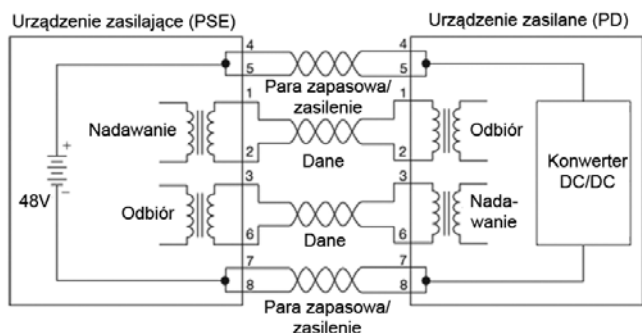 Urządzenie zasilające (PSE)
Urządzenie zasilane (PD)
4
5
4
5
Para zapasowa/
zasilenie
1
2
1
2
Nadawanie
Dane
Odbiór
+
48V
−
Konwerter
DC/DC
3
6
3
6
Odbiór
Dane
Nada-
wanie
7
8
7
8
Para zapasowa/
zasilenie